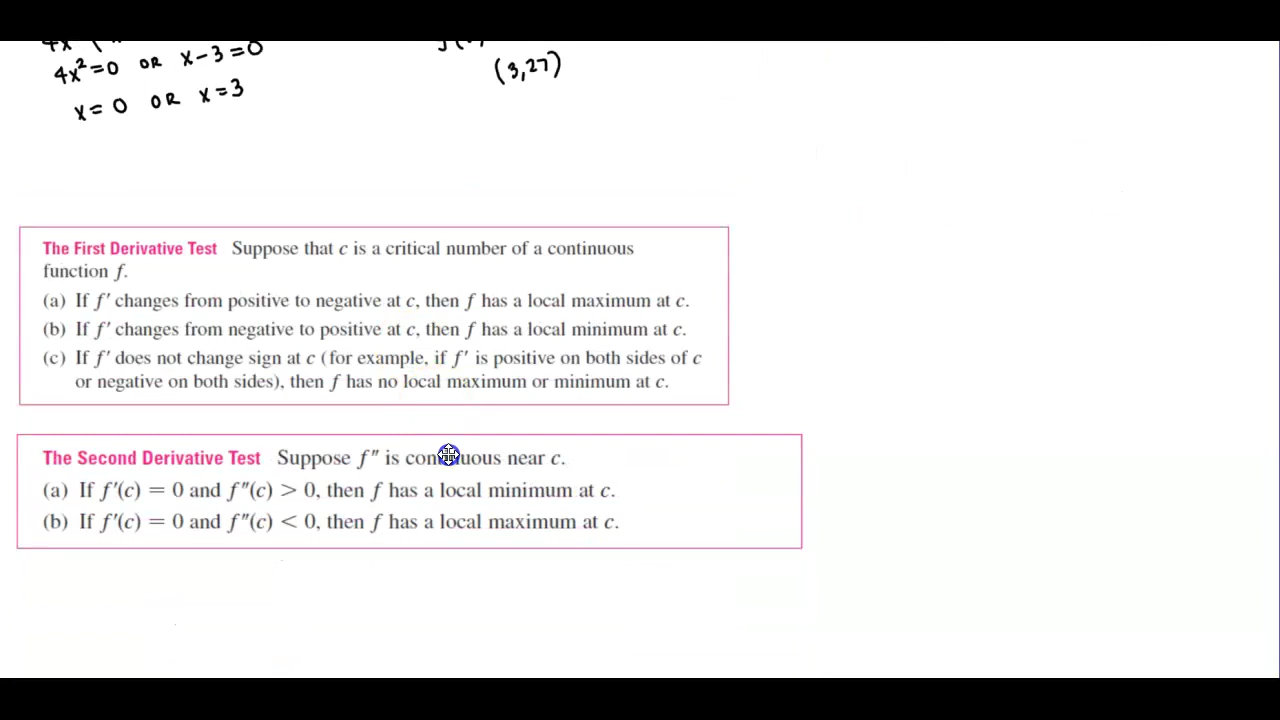 4x²=0 OR x-3=0
(3,27)
x=0 OR x=3
The First Derivative Test Suppose that c is a critical number of a continuous
function f.
(a) If f′ changes from positive to negative at c, then f has a local maximum at c.
(b) If f′ changes from negative to positive at c, then f has a local minimum at c.
(c) If f′ does not change sign at c (for example, if f′ is positive on both sides of c
or negative on both sides), then f has no local maximum or minimum at c.
The Second Derivative Test Suppose f″ is continuous near c.
(a) If f′(c) = 0 and f″(c) > 0, then f has a local minimum at c.
(b) If f′(c) = 0 and f″(c) < 0, then f has a local maximum at c.